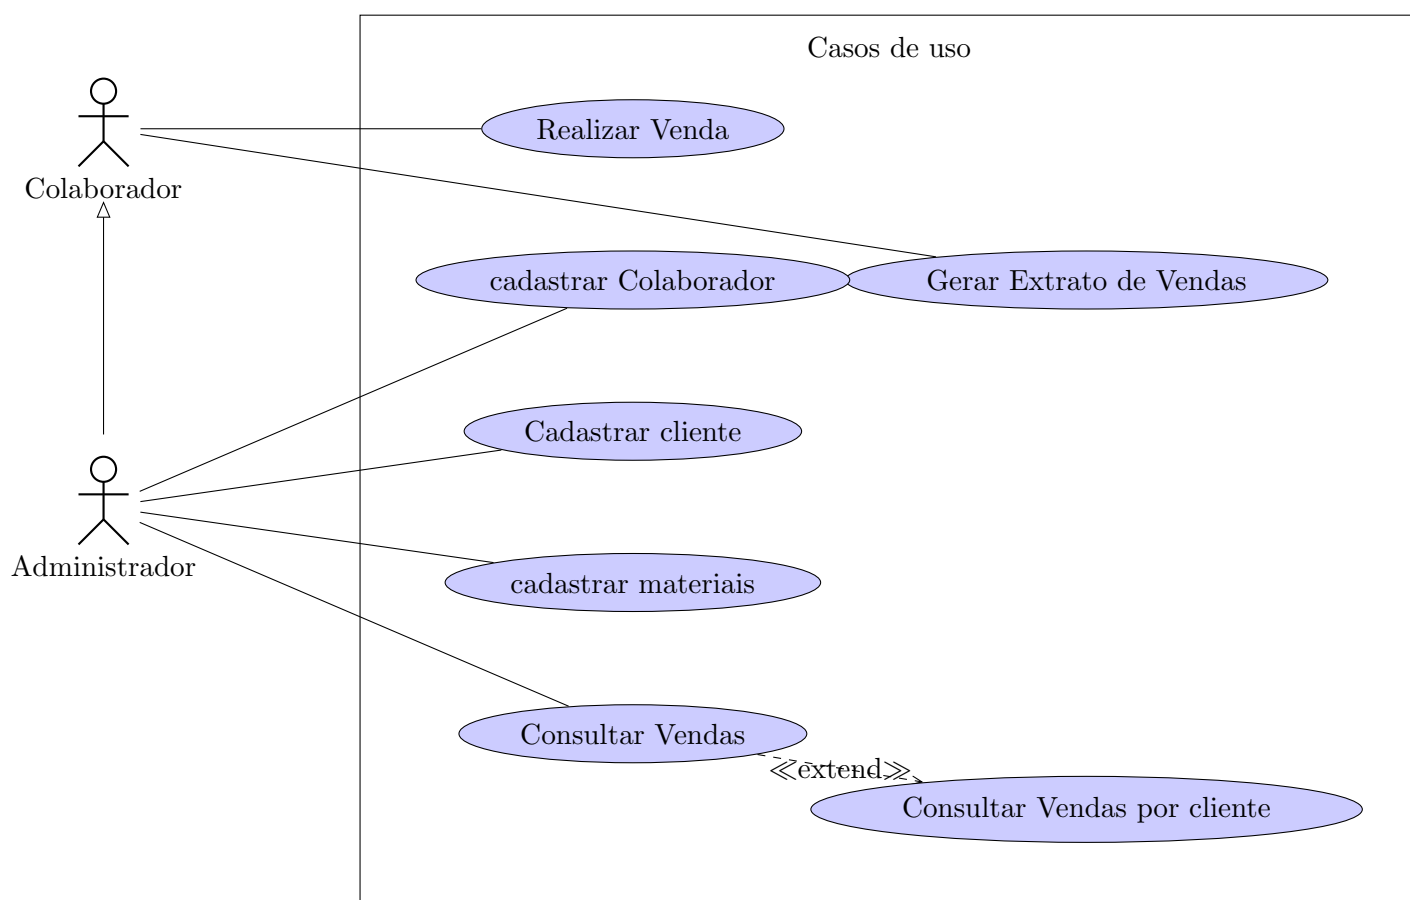 Casos de uso
Realizar Venda
Colaborador
cadastrar Colaborador
Gerar Extrato de Vendas
Cadastrar cliente
Administrador
cadastrar materiais
Consultar Vendas
≪extend≫
Consultar Vendas por cliente